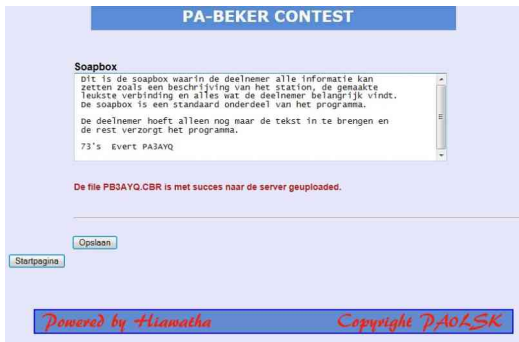 PA-BEKER CONTEST
Soapbox
Dit is de soapbox waarin de deelnemer alle informatie kan
zetten zoals een beschrijving van het station, de gemaakte
leukste verbinding en alles wat de deelnemer belangrijk vindt.
De soapbox is een standaard onderdeel van het programma.
De deelnemer hoeft alleen nog maar de tekst in te brengen en
de rest verzorgt het programma.
73's Evert PA3AYQ
De file PB3AYQ.CBR is met succes naar de server geuploaded.
Opslaan
Startpagina
Powered by Hiawatha Copyright PA0LSK